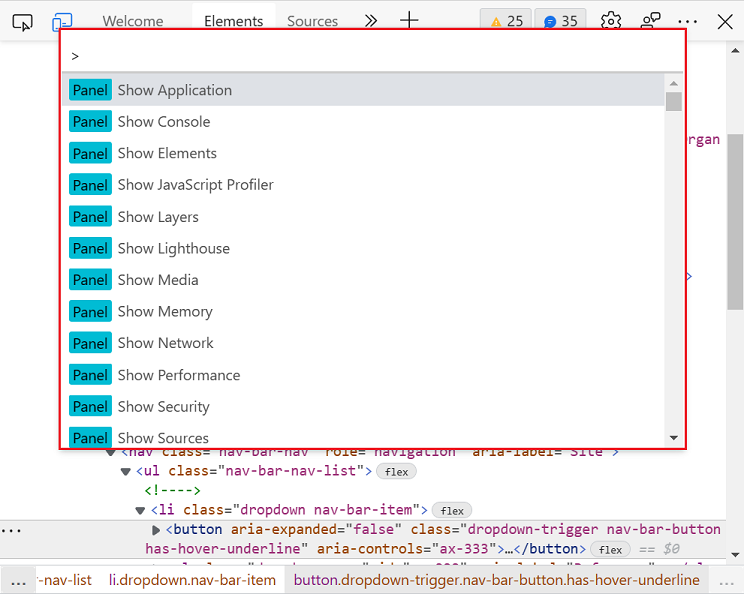 Welcome Elements Sources 25 35
>
Panel Show Application
Panel Show Console
Panel Show Elements
rgan
Panel Show JavaScript Profiler
Panel Show Layers
Panel Show Lighthouse
Panel Show Media
>
Panel Show Memory
Panel Show Network
Panel Show Performance
Panel Show Security
Panel Show Sources
<nav class="nav-bar-nav" role="navigation" aria-label="Site">
<ul class="nav-bar-nav-list"> flex
<!---->
<li class="dropdown nav-bar-item"> flex
... <button aria-expanded="false" class="dropdown-trigger nav-bar-button
has-hover-underline" aria-controls="ax-333">…</button> flex == $0
... r-nav-list li.dropdown.nav-bar-item button.dropdown-trigger.nav-bar-button.has-hover-underline ...